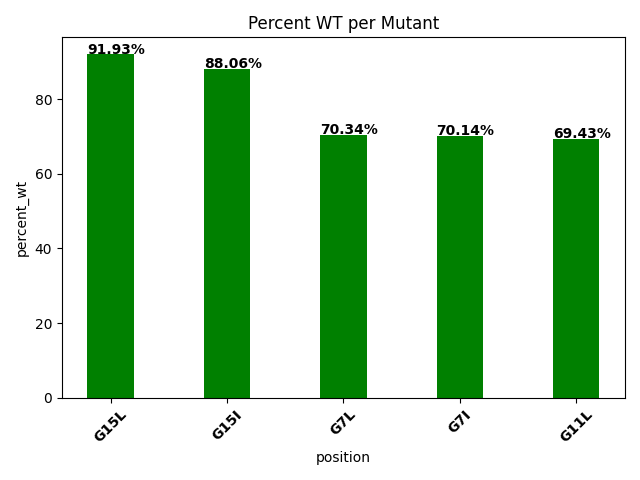 Percent WT per Mutant
91.93%
88.06%
70.34%
70.14%
69.43%
80
60
40
20
0
percent_wt
G15L
G15I
G7L
G7I
G11L
position